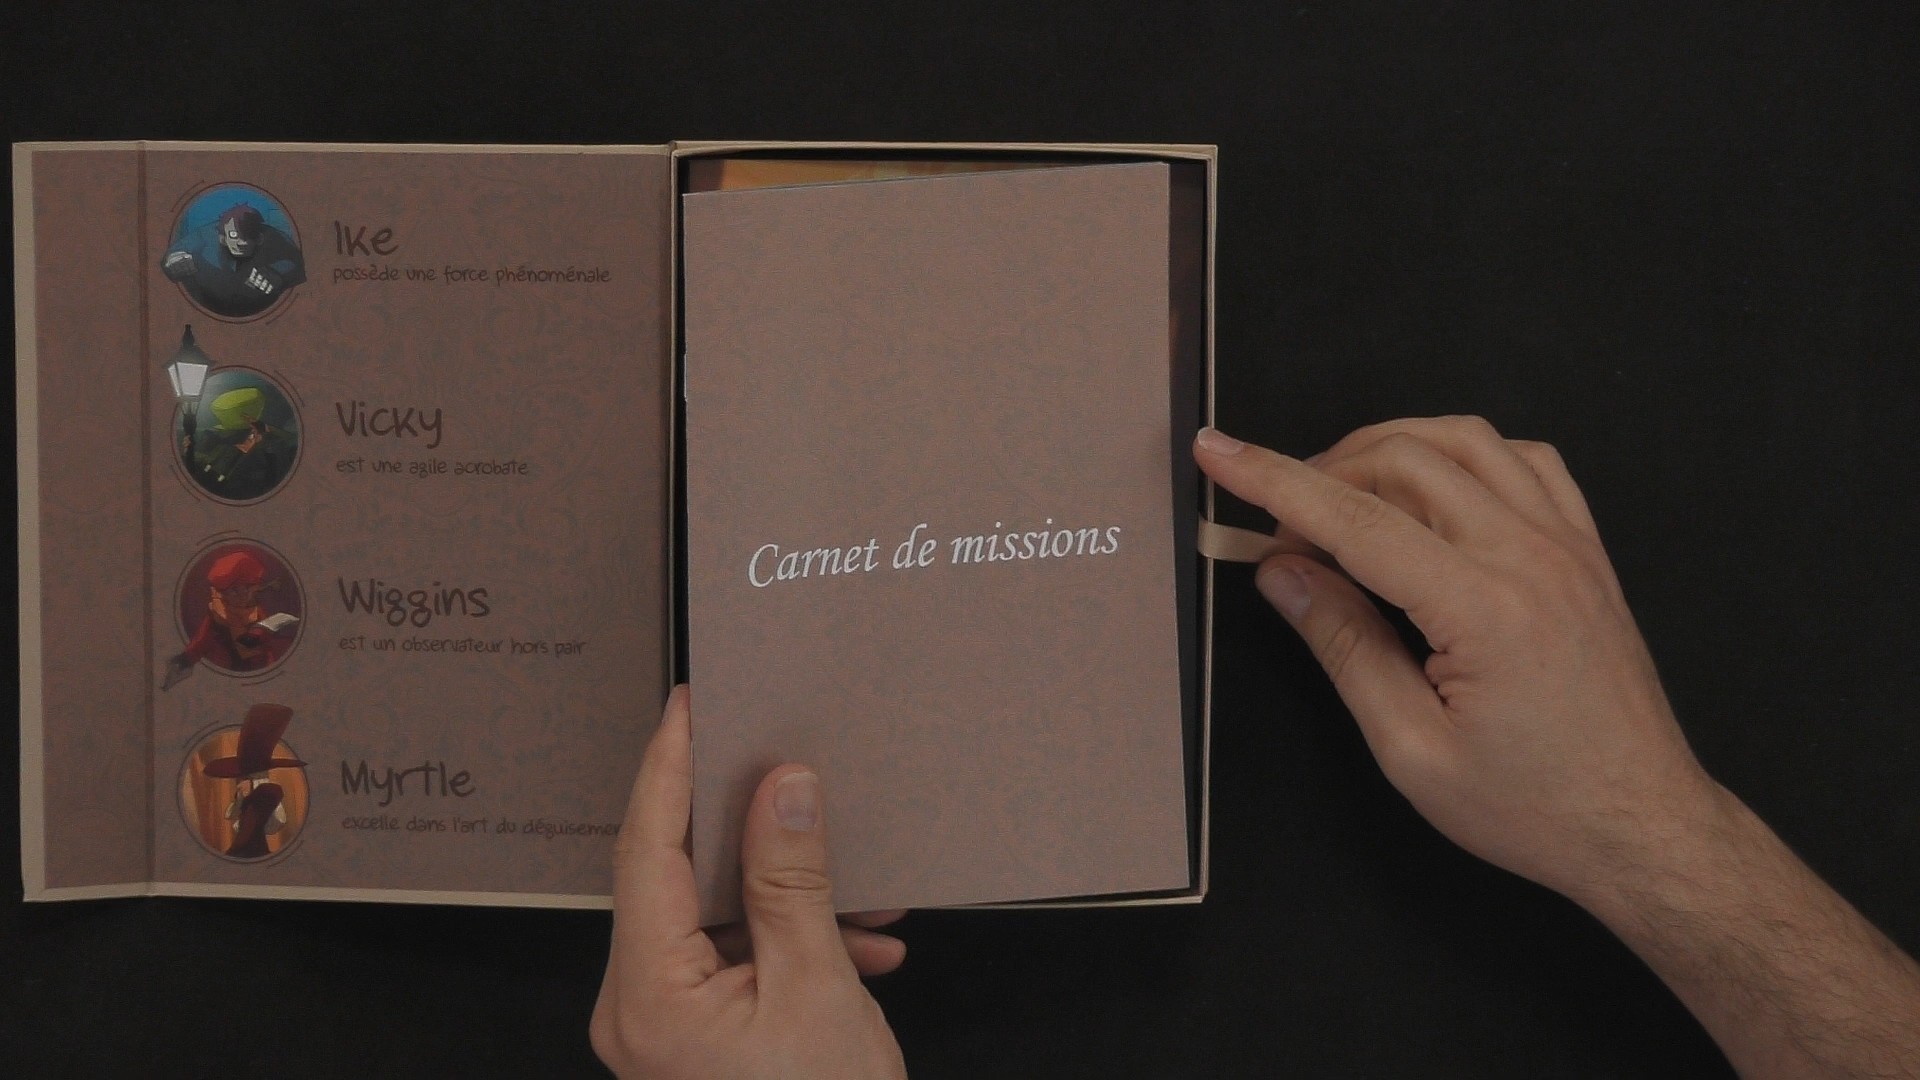 Ike
possède une force phénoménale
Vicky
est une agile acrobate
Wiggins
est un observateur hors pair
Myrtle
excelle dans l'art du
Carnet de missions